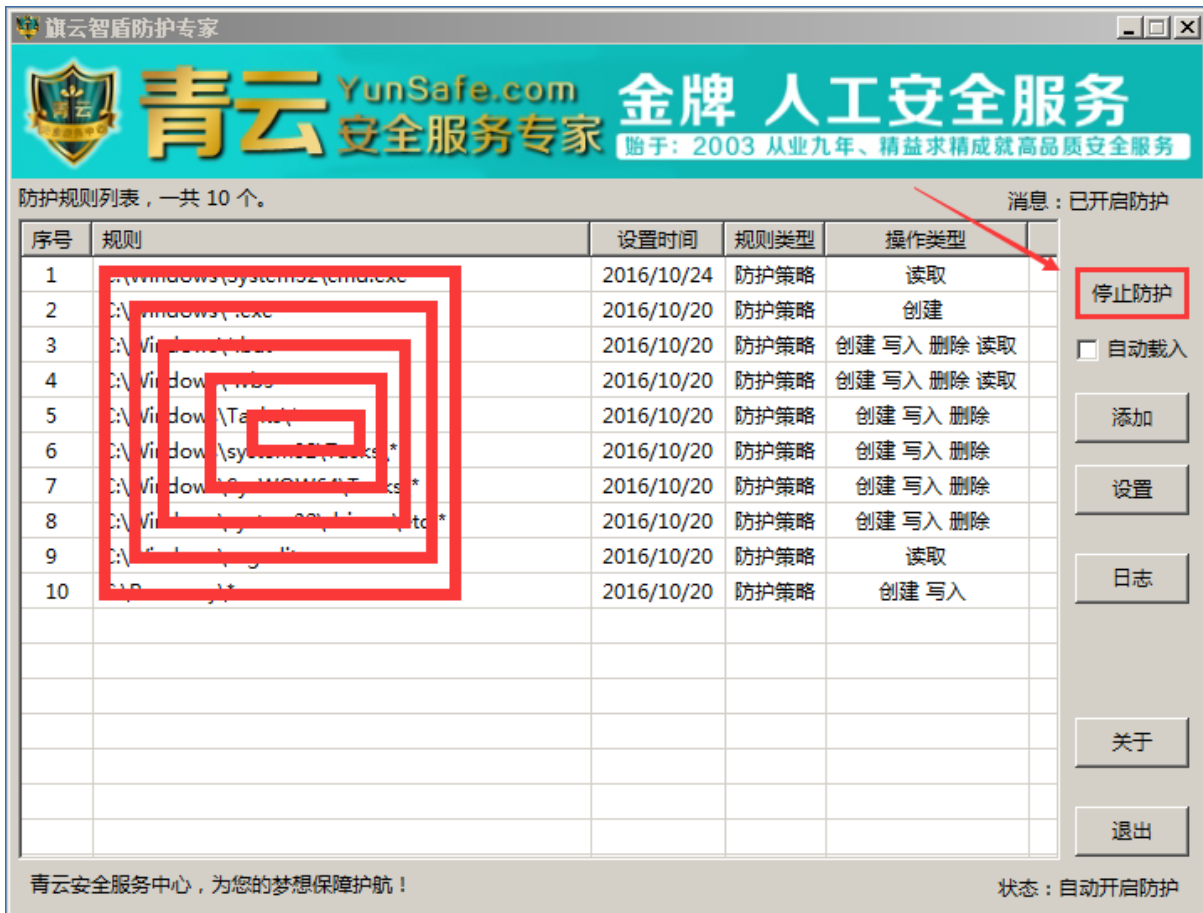 旗云智盾防护专家
青云 YunSafe.com 安全服务专家
金牌 人工安全服务
始于：2003 从业九年、精益求精成就高品质安全服务
防护规则列表，一共 10 个。
消息：已开启防护
序号 规则 设置时间 规则类型 操作类型
1 2016/10/24 防护策略 读取
2 2016/10/20 防护策略 创建
3 2016/10/20 防护策略 创建 写入 删除 读取
4 2016/10/20 防护策略 创建 写入 删除 读取
5 2016/10/20 防护策略 创建 写入 删除
6 2016/10/20 防护策略 创建 写入 删除
7 2016/10/20 防护策略 创建 写入 删除
8 2016/10/20 防护策略 创建 写入 删除
9 2016/10/20 防护策略 读取
10 2016/10/20 防护策略 创建 写入
停止防护
自动载入
添加
设置
日志
关于
退出
青云安全服务中心，为您的梦想保障护航！
状态：自动开启防护